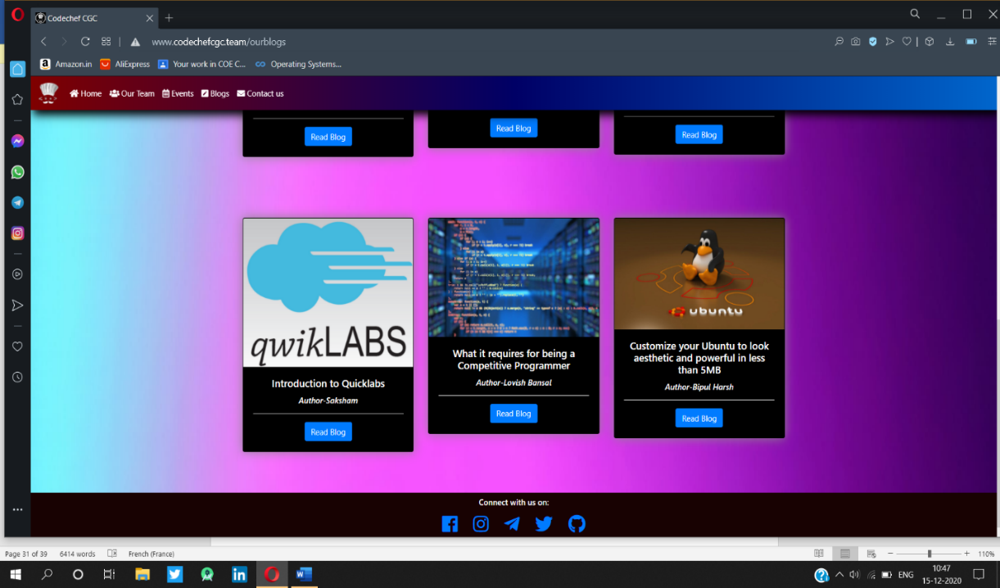 Codechef CGC
www.codechefcgc.team/ourblogs
Amazon.in
AliExpress
Your work in COE C...
Operating Systems...
Home
Our Team
Events
Blogs
Contact us
Read Blog
Read Blog
Read Blog
qwikLABS
Introduction to Quicklabs
Author-Saksham
Read Blog
What it requires for being a
Competitive Programmer
Author-Lovish Bansal
Read Blog
ubuntu
Customize your Ubuntu to look
aesthetic and powerful in less
than 5MB
Author-Bipul Harsh
Read Blog
Connect with us on:
Page 31 of 39
6414 words
French (France)
110%
ENG
10:47
15-12-2020